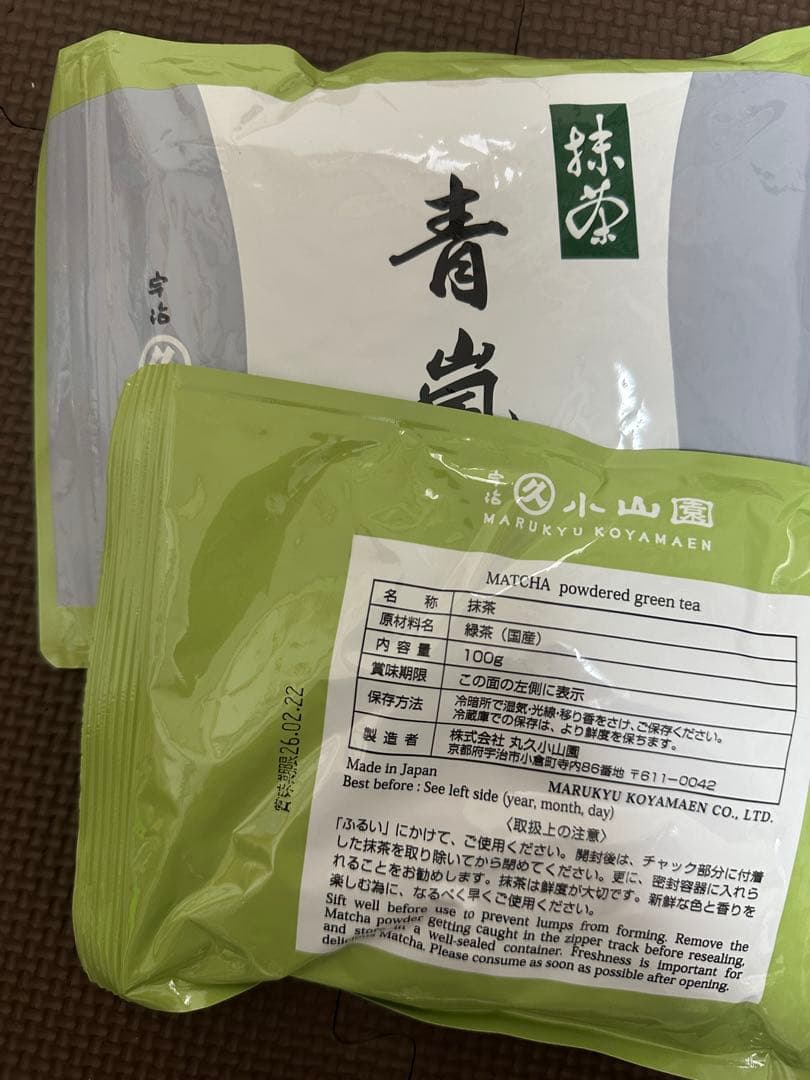 抹茶
青嵐
宇治
久
宇治 久 小山園
MARUKYU KOYAMAEN
MATCHA powdered green tea
名 称 抹茶
原材料名 緑茶（国産）
内容量 100g
賞味期限 この面の左側に表示
保存方法 冷暗所で湿気・光線・移り香をさけ、ご保存ください。
冷蔵庫での保存は、より鮮度を保ちます。
製造者 株式会社 丸久小山園
京都府宇治市小倉町寺内86番地 〒611-0042
Made in Japan
MARUKYU KOYAMAEN CO., LTD.
Best before : See left side (year, month, day)
〈取扱上の注意〉
「ふるい」にかけて、ご使用ください。開封後は、チャック部分に付着
した抹茶を取り除いてから閉めてください。更に、密封容器に入れら
れることをお勧めします。抹茶は鮮度が大切です。新鮮な色と香りを
楽しむ為に、なるべく早くご使用ください。
Sift well before use to prevent lumps from forming. Remove the
Matcha powder getting caught in the zipper track before resealing,
and store in a well-sealed container. Freshness is important for
delicious Matcha. Please consume as soon as possible after opening.
賞味期限26.02.22